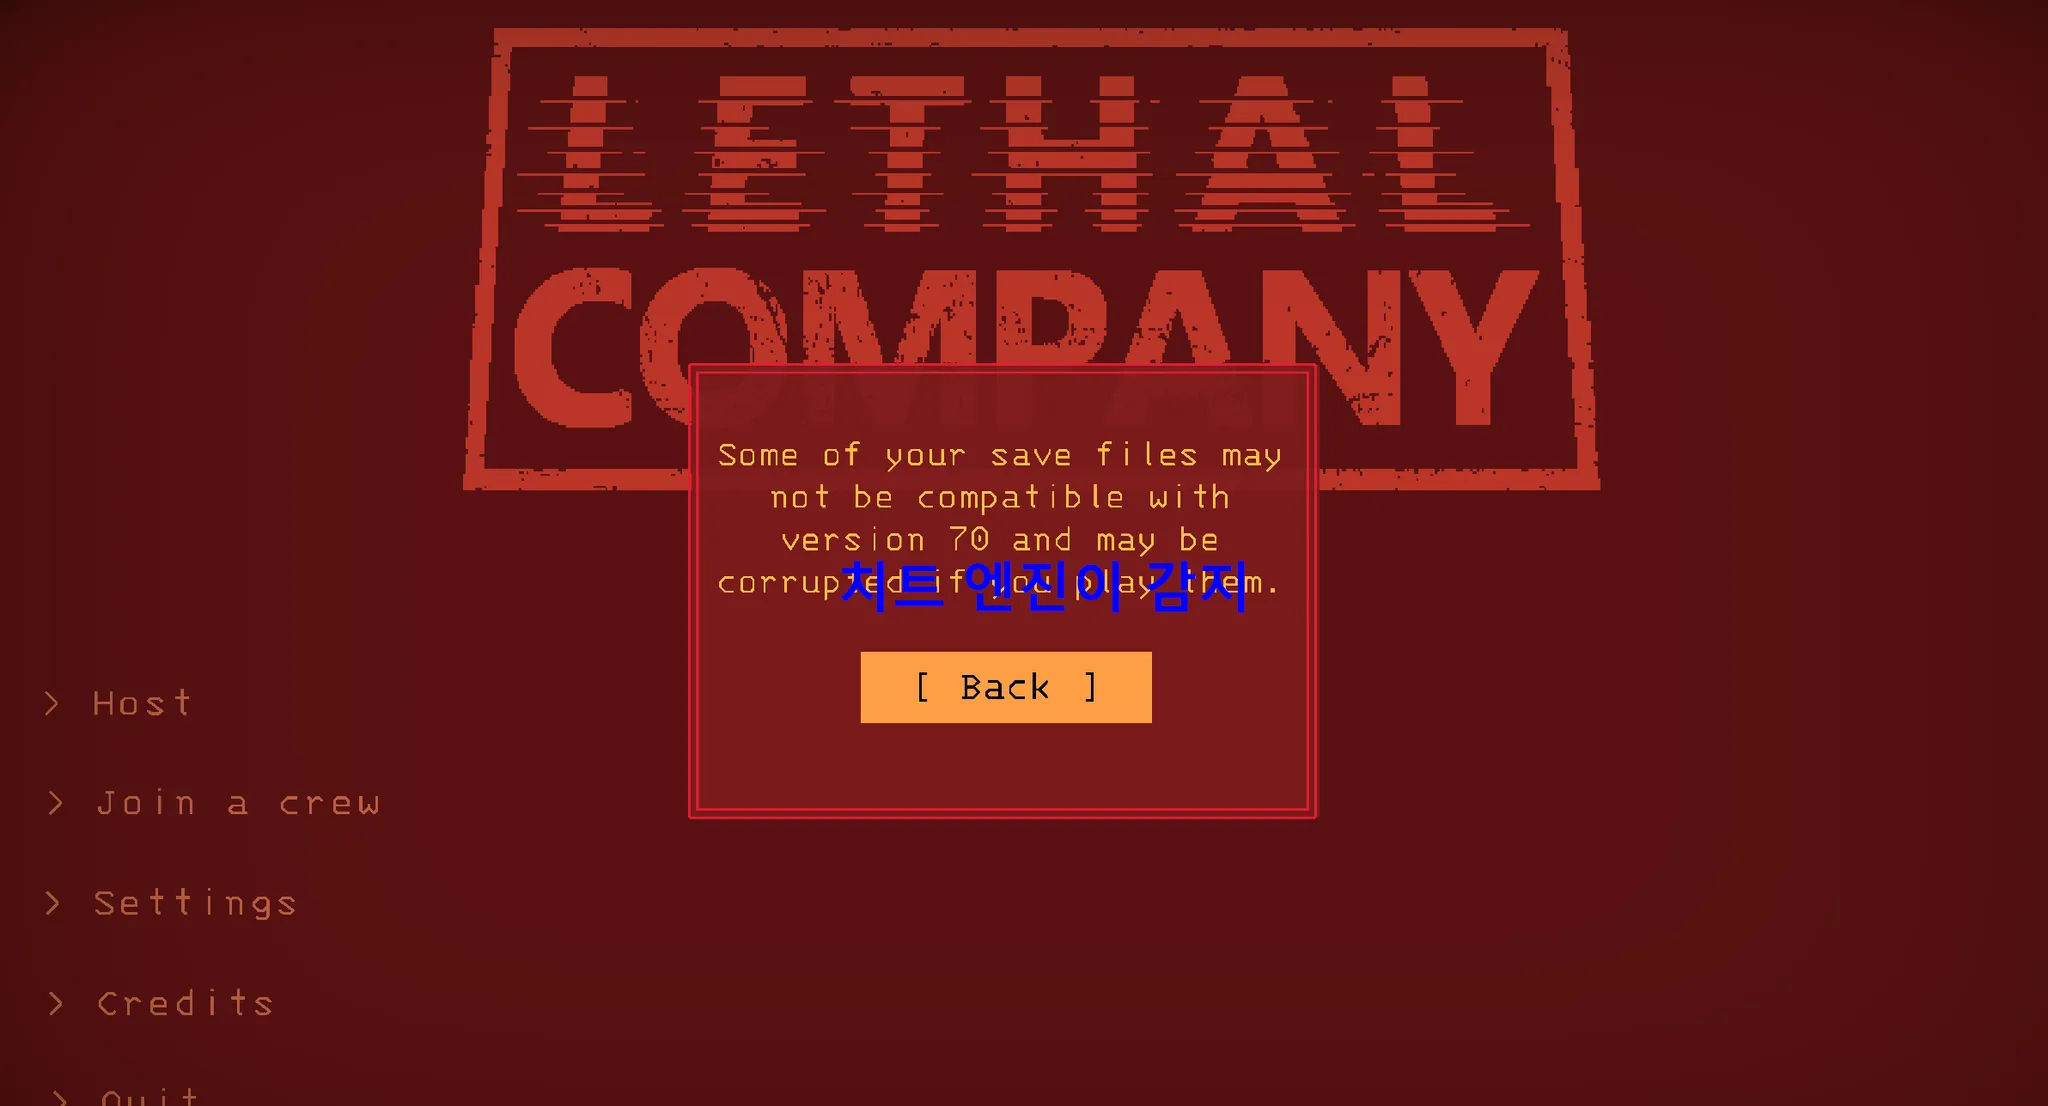 LETHAL
COMPANY
Some of your save files may
not be compatible with
version 70 and may be
corrupted if you play them.
치트 엔진이 감지
[ Back ]
> Host
> Join a crew
> Settings
> Credits
> Quit